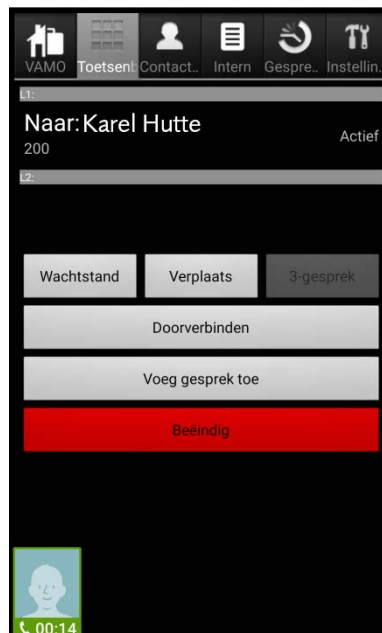 VAMO Toetsenb Contact.. Intern Gespre.. Instellin.
L1:
Naar: Karel Hutte
200 Actief
L2:
Wachtstand Verplaats 3-gesprek
Doorverbinden
Voeg gesprek toe
Beëindig
00:14